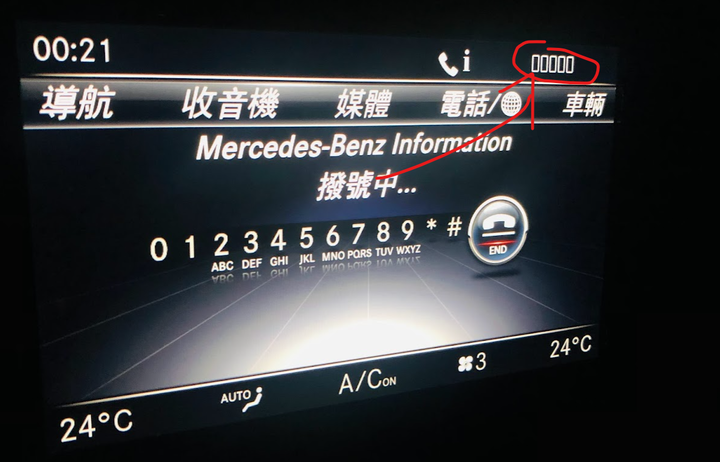 00:21 i
導航 收音機 媒體 電話/ 車輛
Mercedes-Benz Information
撥號中...
0 1 2 3 4 5 6 7 8 9 * #
ABC DEF GHI JKL MNO PQRS TUV WXYZ
END
24°C AUTO A/C ON 3 24°C